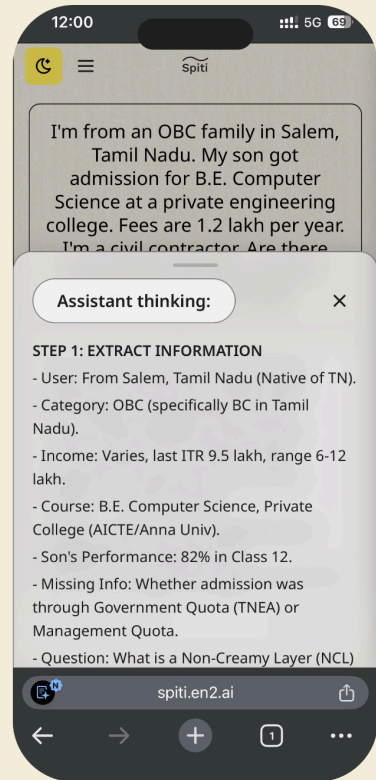 12:00
5G 69
Spiti
I'm from an OBC family in Salem,
Tamil Nadu. My son got
admission for B.E. Computer
Science at a private engineering
college. Fees are 1.2 lakh per year.
I'm a civil contractor. Are there
Assistant thinking:
STEP 1: EXTRACT INFORMATION
- User: From Salem, Tamil Nadu (Native of TN).
- Category: OBC (specifically BC in Tamil
Nadu).
- Income: Varies, last ITR 9.5 lakh, range 6-12
lakh.
- Course: B.E. Computer Science, Private
College (AICTE/Anna Univ).
- Son's Performance: 82% in Class 12.
- Missing Info: Whether admission was
through Government Quota (TNEA) or
Management Quota.
- Question: What is a Non-Creamy Layer (NCL)
N
spiti.en2.ai
1